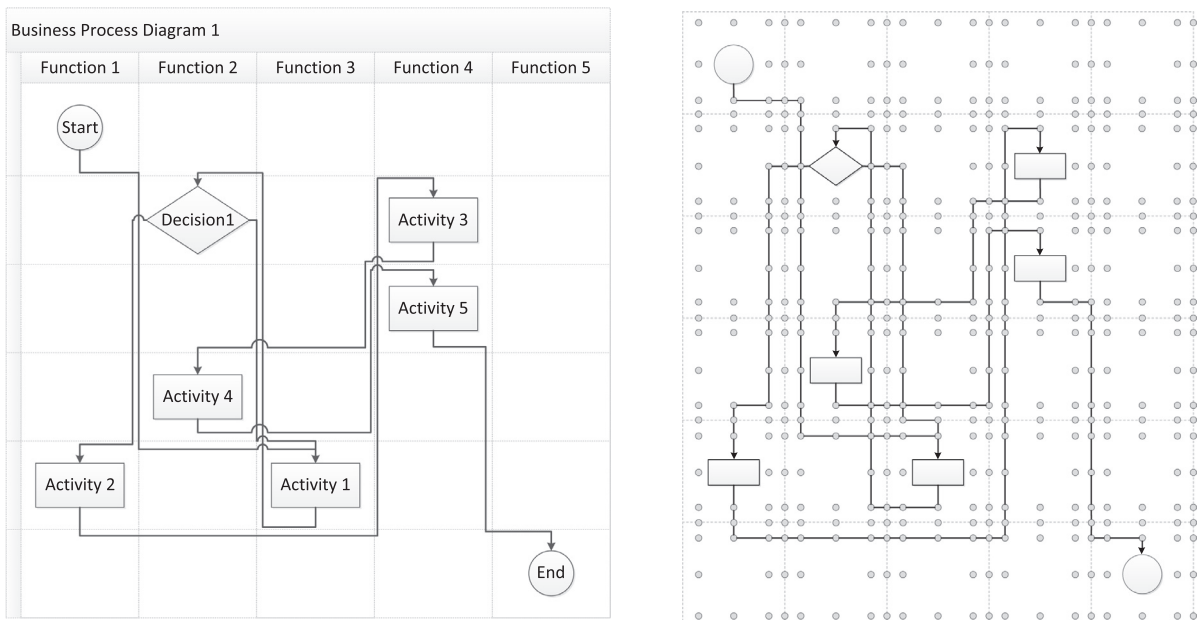 Business Process Diagram 1
Function 1 Function 2 Function 3 Function 4 Function 5
Start
Decision1
Activity 3
Activity 5
Activity 4
Activity 2
Activity 1
End